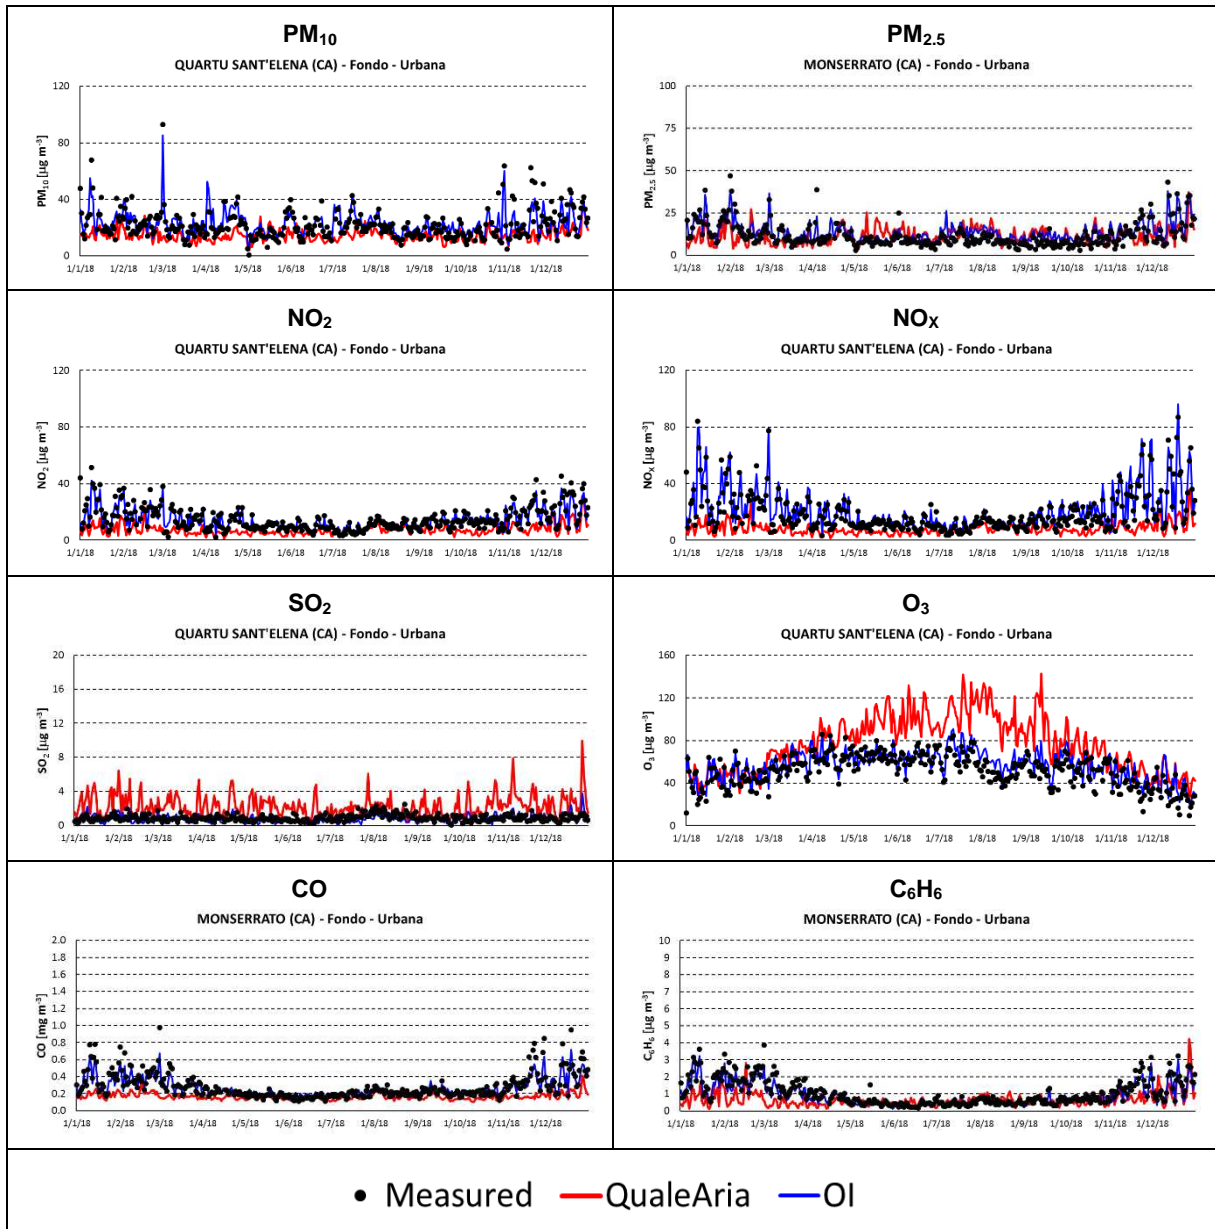 PM₁₀
QUARTU SANT'ELENA (CA) - Fondo - Urbana
PM₁₀ [µg m⁻³]
120
80
40
0
1/1/18 1/2/18 1/3/18 1/4/18 1/5/18 1/6/18 1/7/18 1/8/18 1/9/18 1/10/18 1/11/18 1/12/18
PM₂.₅
MONSERRATO (CA) - Fondo - Urbana
PM₂.₅ [µg m⁻³]
100
75
50
25
0
1/1/18 1/2/18 1/3/18 1/4/18 1/5/18 1/6/18 1/7/18 1/8/18 1/9/18 1/10/18 1/11/18 1/12/18
NO₂
QUARTU SANT'ELENA (CA) - Fondo - Urbana
NO₂ [µg m⁻³]
120
80
40
0
1/1/18 1/2/18 1/3/18 1/4/18 1/5/18 1/6/18 1/7/18 1/8/18 1/9/18 1/10/18 1/11/18 1/12/18
NOₓ
QUARTU SANT'ELENA (CA) - Fondo - Urbana
NOₓ [µg m⁻³]
120
80
40
0
1/1/18 1/2/18 1/3/18 1/4/18 1/5/18 1/6/18 1/7/18 1/8/18 1/9/18 1/10/18 1/11/18 1/12/18
SO₂
QUARTU SANT'ELENA (CA) - Fondo - Urbana
SO₂ [µg m⁻³]
20
16
12
8
4
0
1/1/18 1/2/18 1/3/18 1/4/18 1/5/18 1/6/18 1/7/18 1/8/18 1/9/18 1/10/18 1/11/18 1/12/18
O₃
QUARTU SANT'ELENA (CA) - Fondo - Urbana
O₃ [µg m⁻³]
160
120
80
40
0
1/1/18 1/2/18 1/3/18 1/4/18 1/5/18 1/6/18 1/7/18 1/8/18 1/9/18 1/10/18 1/11/18 1/12/18
CO
MONSERRATO (CA) - Fondo - Urbana
CO [mg m⁻³]
2.0
1.8
1.6
1.4
1.2
1.0
0.8
0.6
0.4
0.2
0.0
1/1/18 1/2/18 1/3/18 1/4/18 1/5/18 1/6/18 1/7/18 1/8/18 1/9/18 1/10/18 1/11/18 1/12/18
C₆H₆
MONSERRATO (CA) - Fondo - Urbana
C₆H₆ [µg m⁻³]
10
9
8
7
6
5
4
3
2
1
0
1/1/18 1/2/18 1/3/18 1/4/18 1/5/18 1/6/18 1/7/18 1/8/18 1/9/18 1/10/18 1/11/18 1/12/18
Measured QualeAria OI